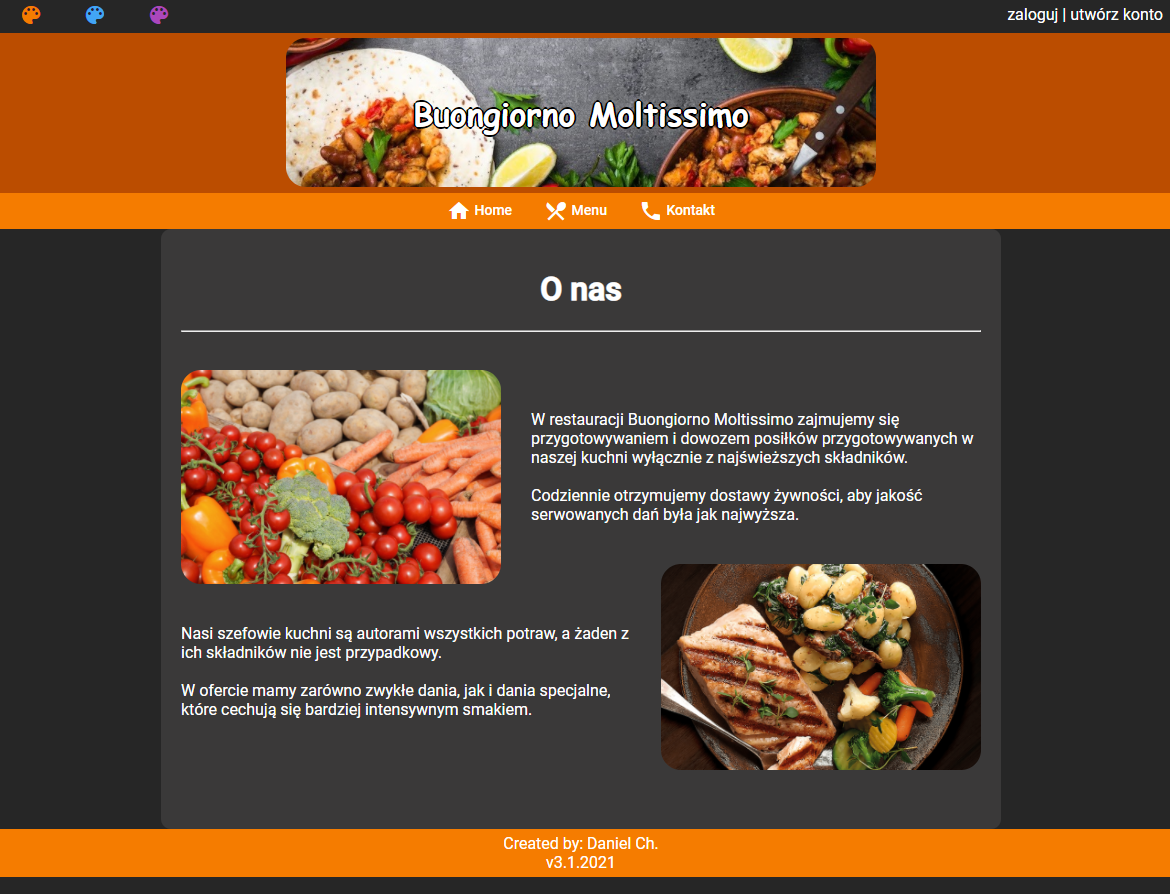 zaloguj | utwórz konto
Buongiorno Moltissimo
Home Menu Kontakt
O nas
W restauracji Buongiorno Moltissimo zajmujemy się
przygotowywaniem i dowozem posiłków przygotowywanych w
naszej kuchni wyłącznie z najświeższych składników.
Codziennie otrzymujemy dostawy żywności, aby jakość
serwowanych dań była jak najwyższa.
Nasi szefowie kuchni są autorami wszystkich potraw, a żaden z
ich składników nie jest przypadkowy.
W ofercie mamy zarówno zwykłe dania, jak i dania specjalne,
które cechują się bardziej intensywnym smakiem.
Created by: Daniel Ch.
v3.1.2021